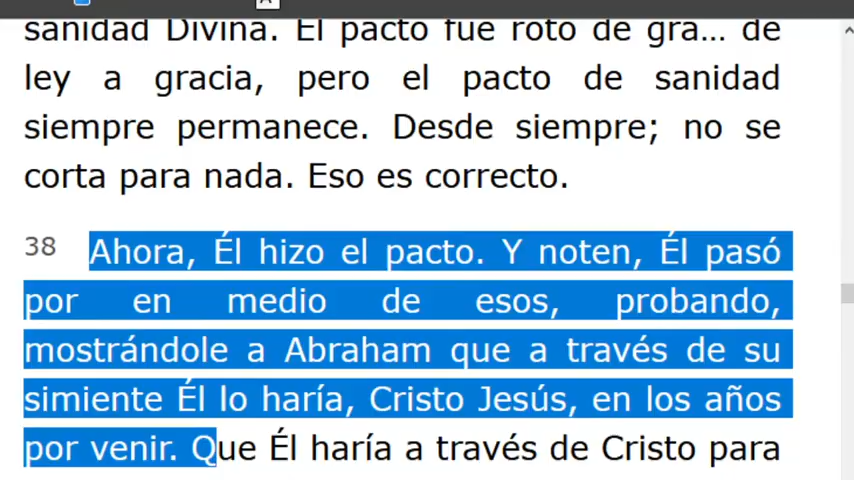 sanidad Divina. El pacto fue roto de gra... de
ley a gracia, pero el pacto de sanidad
siempre permanece. Desde siempre; no se
corta para nada. Eso es correcto.
38 Ahora, Él hizo el pacto. Y noten, Él pasó
por en medio de esos, probando,
mostrándole a Abraham que a través de su
simiente Él lo haría, Cristo Jesús, en los años
por venir. Que Él haría a través de Cristo para